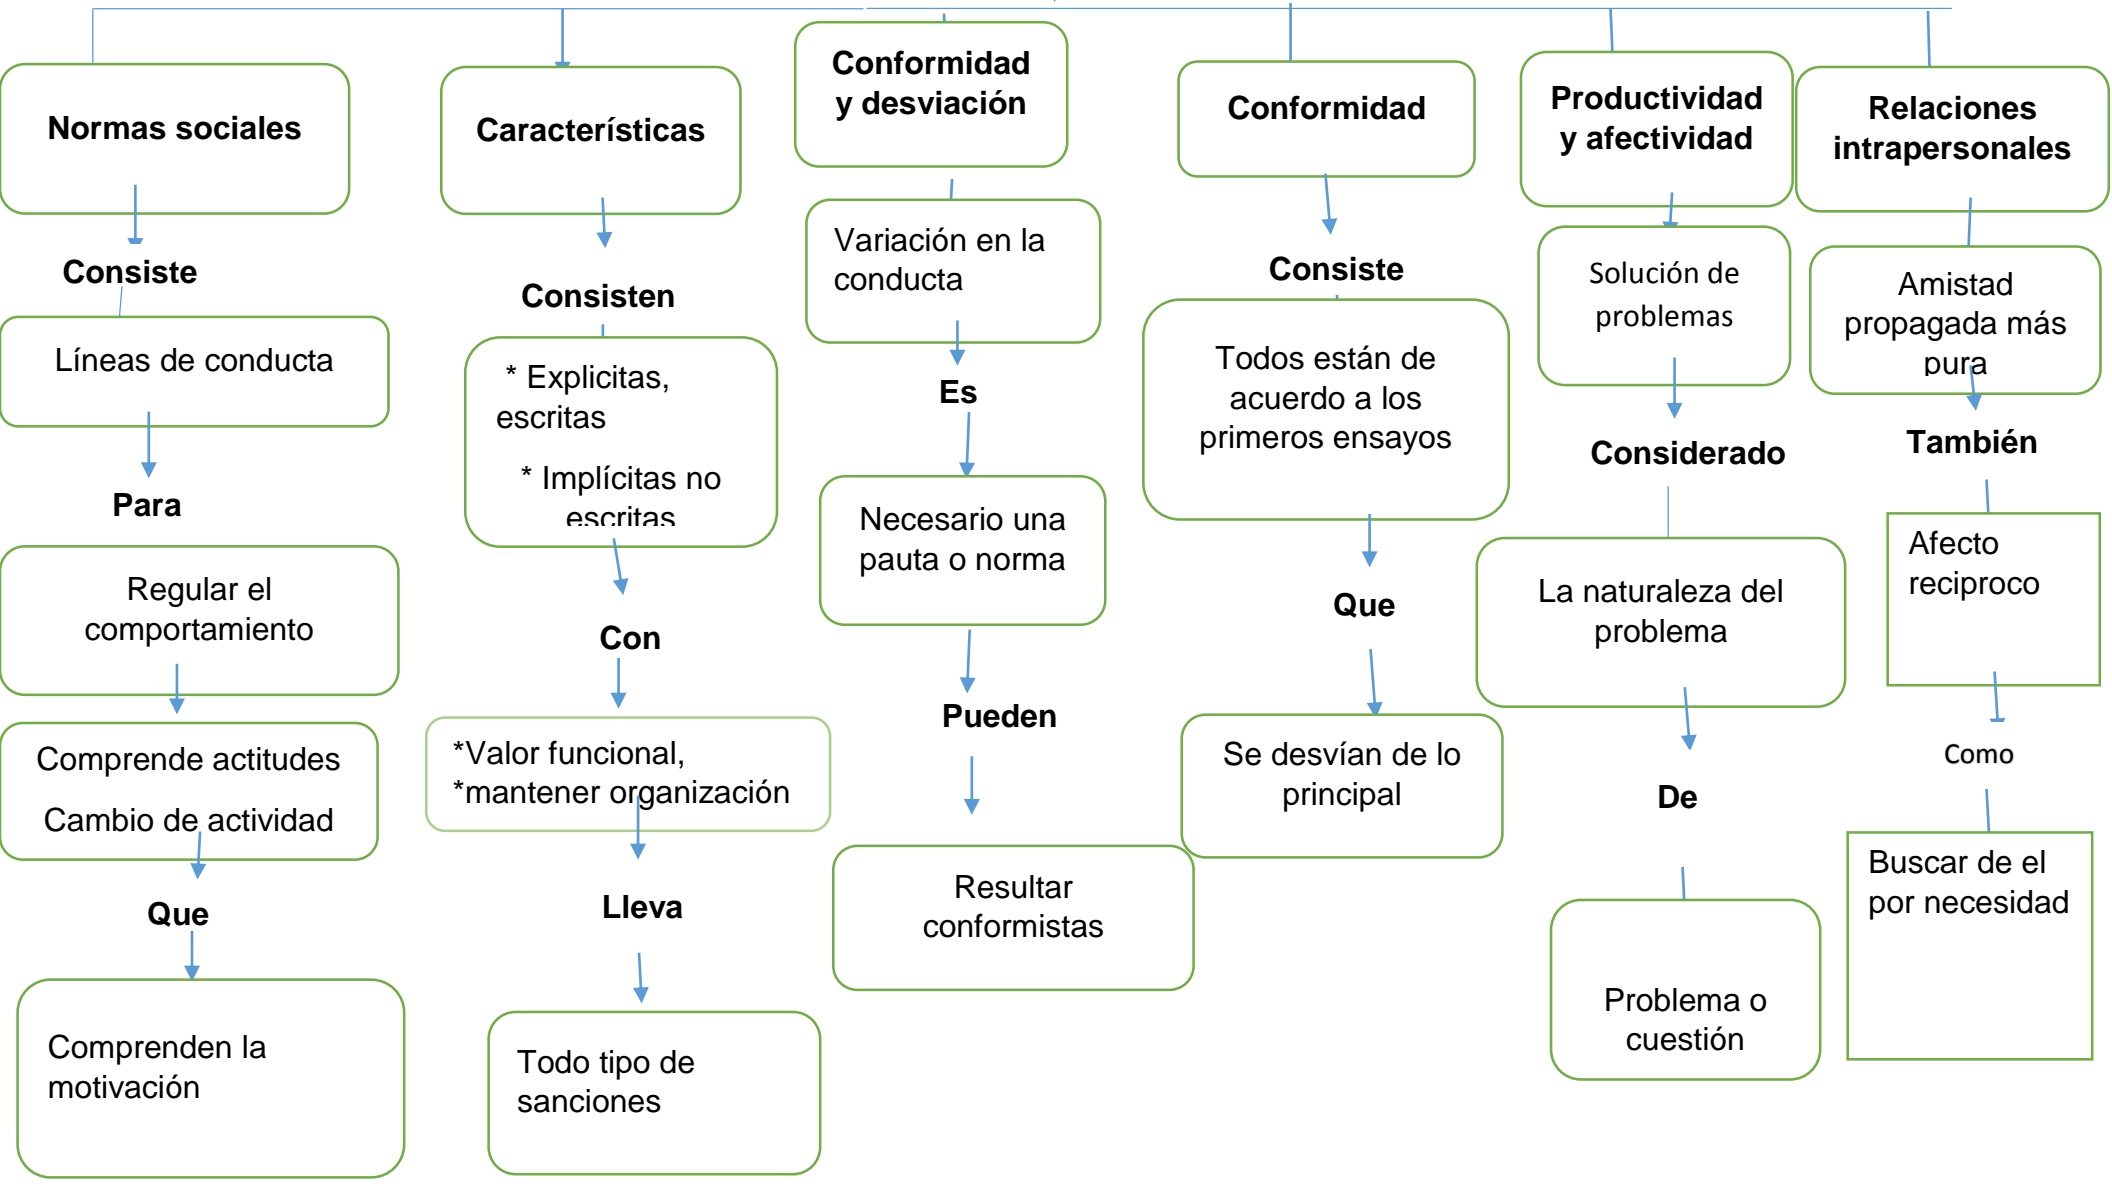 Normas sociales
Consiste
Líneas de conducta
Para
Regular el
comportamiento
Comprende actitudes
Cambio de actividad
Que
Comprenden la
motivación
Características
Consisten
* Explicitas,
escritas
* Implícitas no
escritas
Con
*Valor funcional,
*mantener organización
Lleva
Todo tipo de
sanciones
Conformidad
y desviación
Variación en la
conducta
Es
Necesario una
pauta o norma
Pueden
Resultar
conformistas
Conformidad
Consiste
Todos están de
acuerdo a los
primeros ensayos
Que
Se desvían de lo
principal
Productividad
y afectividad
Solución de
problemas
Considerado
La naturaleza del
problema
De
Problema o
cuestión
Relaciones
intrapersonales
Amistad
propagada más
pura
También
Afecto
reciproco
Como
Buscar de el
por necesidad